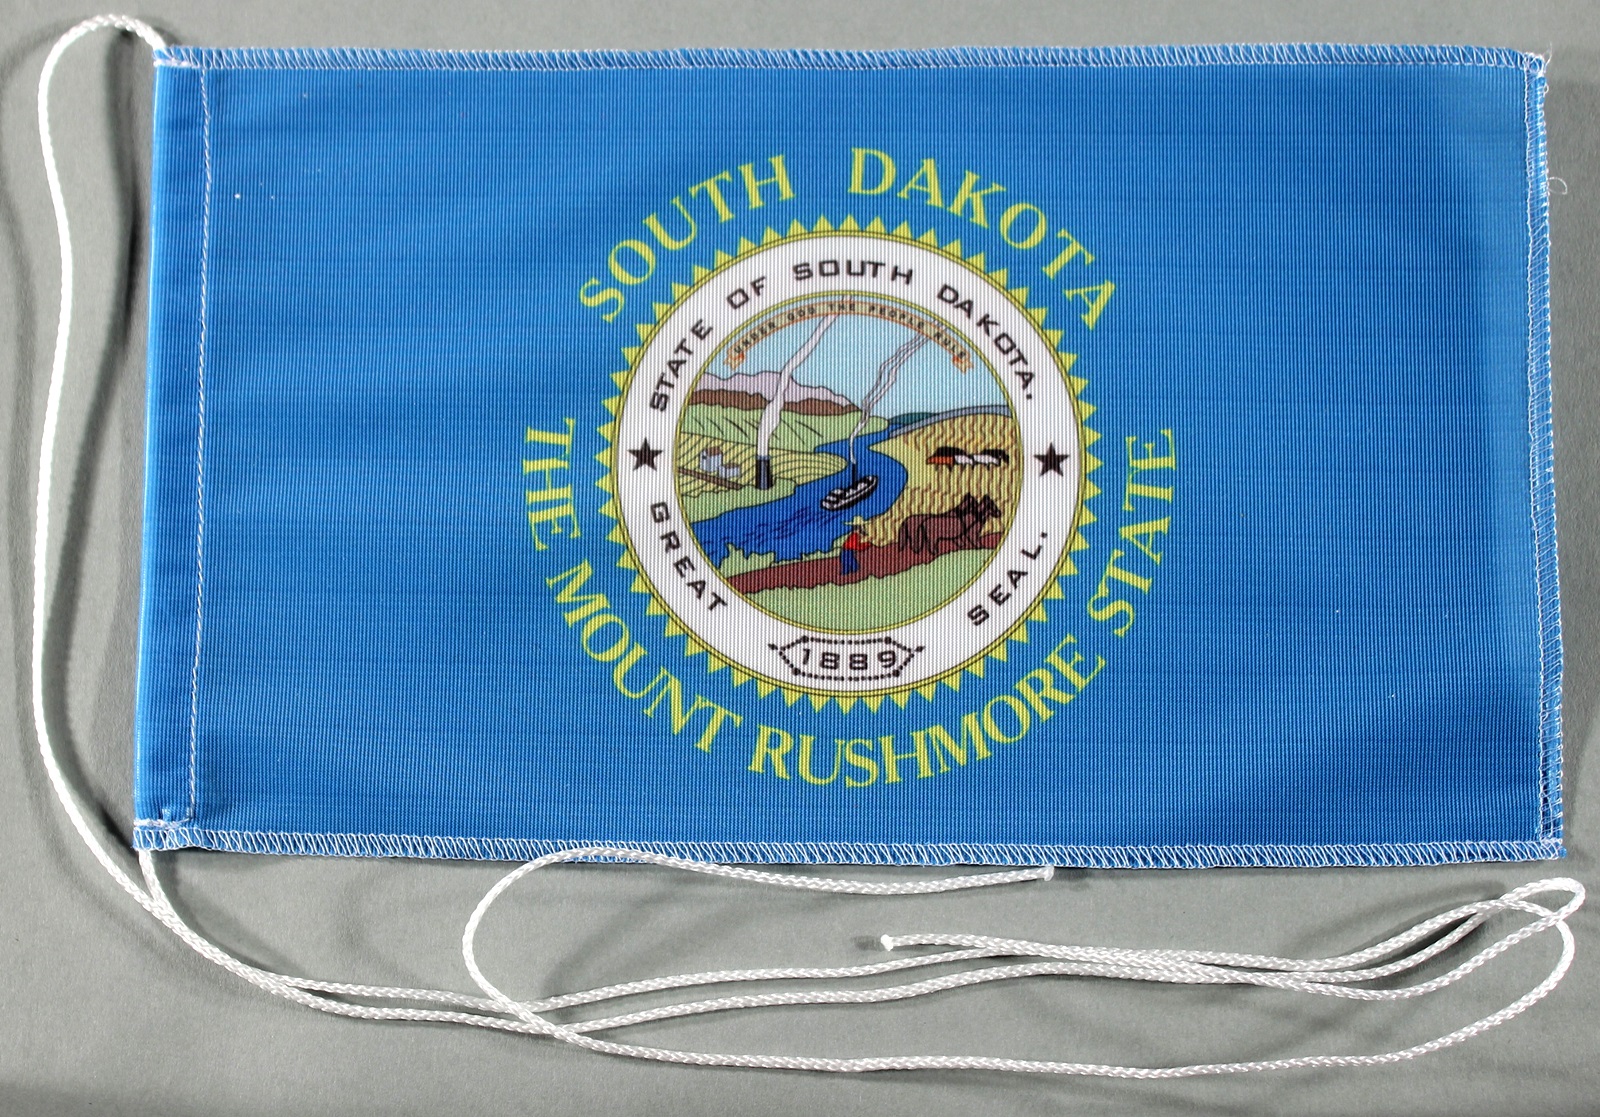 SOUTH DAKOTA
STATE OF SOUTH DAKOTA.
UNDER GOD THE PEOPLE RULE
GREAT SEAL.
1889
THE MOUNT RUSHMORE STATE